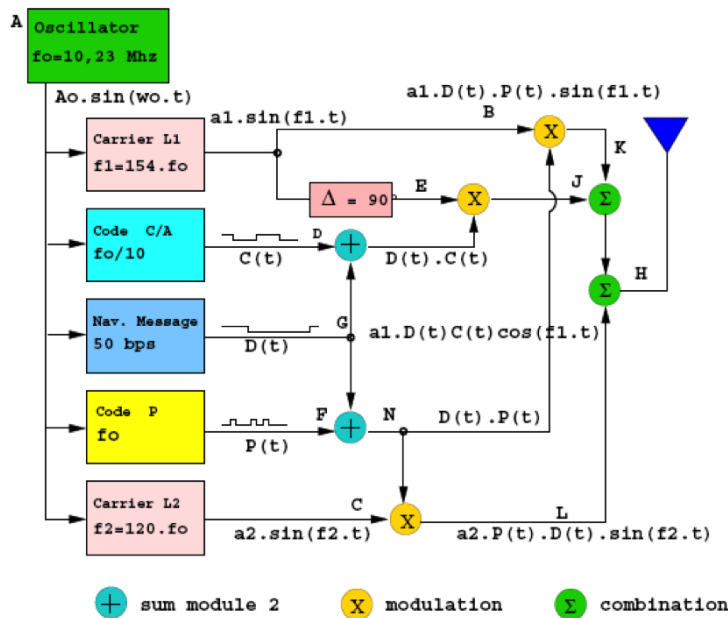 A
Oscillator
fo=10,23 Mhz
Ao.sin(wo.t)
a1.D(t).P(t).sin(f1.t)
a1.sin(f1.t)
B
X
K
Carrier L1
f1=154.fo
Δ = 90
E
X
J
Σ
Code C/A
fo/10
D
C(t)
+
D(t).C(t)
H
Σ
Nav. Message
50 bps
G
D(t)
a1.D(t)C(t)cos(f1.t)
Code P
fo
F
P(t)
+
N
D(t).P(t)
Carrier L2
f2=120.fo
C
a2.sin(f2.t)
X
L
a2.P(t).D(t).sin(f2.t)
+ sum module 2
X modulation
Σ combination